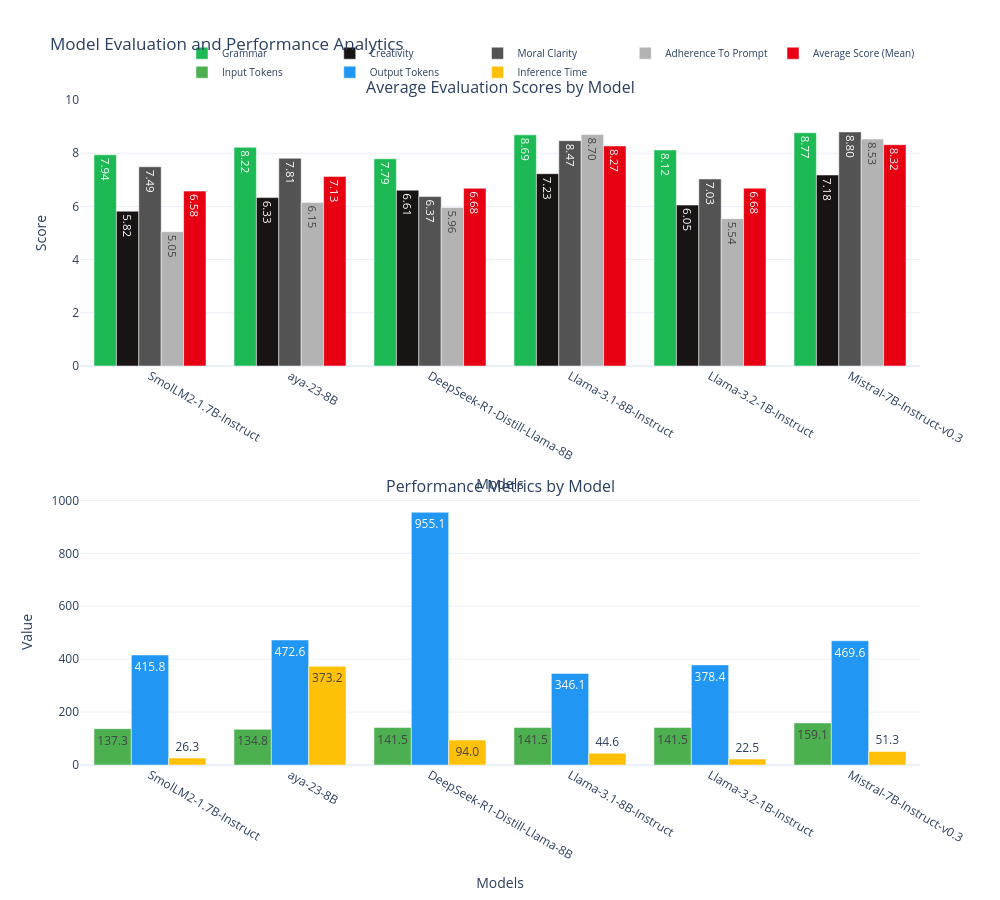 Model Evaluation and Performance Analytics
Grammar Creativity Moral Clarity Adherence To Prompt Average Score (Mean)
Input Tokens Output Tokens Inference Time
Average Evaluation Scores by Model
10
8
6
4
2
0
Score
7.94 5.82 7.49 5.05 6.58
8.22 6.33 7.81 6.15 7.13
7.79 6.61 6.37 5.96 6.68
8.69 7.23 8.47 8.70 8.27
8.12 6.05 7.03 5.54 6.68
8.77 7.18 8.80 8.53 8.32
SmolLM2-1.7B-Instruct
aya-23-8B
DeepSeek-R1-Distill-Llama-8B
Llama-3.1-8B-Instruct
Llama-3.2-1B-Instruct
Mistral-7B-Instruct-v0.3
Models
Performance Metrics by Model
1000
800
600
400
200
0
Value
137.3 415.8 26.3
134.8 472.6 373.2
141.5 955.1 94.0
141.5 346.1 44.6
141.5 378.4 22.5
159.1 469.6 51.3
SmolLM2-1.7B-Instruct
aya-23-8B
DeepSeek-R1-Distill-Llama-8B
Llama-3.1-8B-Instruct
Llama-3.2-1B-Instruct
Mistral-7B-Instruct-v0.3
Models